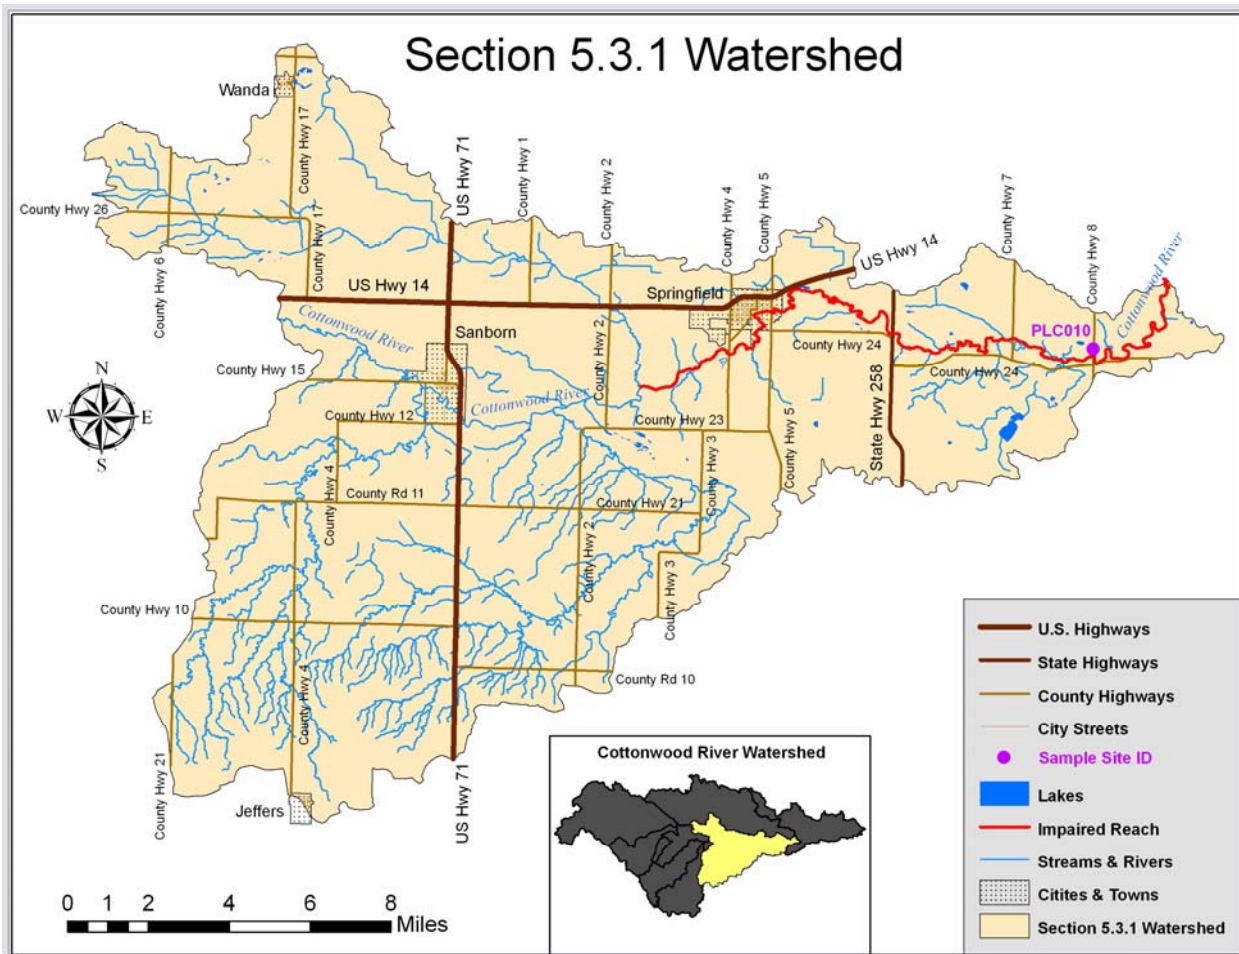 Section 5.3.1 Watershed
Wanda
County Hwy 17
US Hwy 71
County Hwy 1
County Hwy 2
County Hwy 4
County Hwy 5
County Hwy 7
County Hwy 8
County Hwy 26
County Hwy 17
County Hwy 6
US Hwy 14
US Hwy 14
Springfield
Cottonwood River
PLC010
Cottonwood River
Sanborn
County Hwy 2
County Hwy 24
County Hwy 24
County Hwy 15
Cottonwood River
State Hwy 258
County Hwy 12
County Hwy 23
County Hwy 5
County Hwy 3
County Hwy 4
County Rd 11
County Hwy 21
County Hwy 2
County Hwy 3
County Hwy 10
County Hwy 4
County Rd 10
County Hwy 21
US Hwy 71
Jeffers
N
W
E
S
0 1 2 4 6 8
Miles
Cottonwood River Watershed
U.S. Highways
State Highways
County Highways
City Streets
Sample Site ID
Lakes
Impaired Reach
Streams & Rivers
Citites & Towns
Section 5.3.1 Watershed